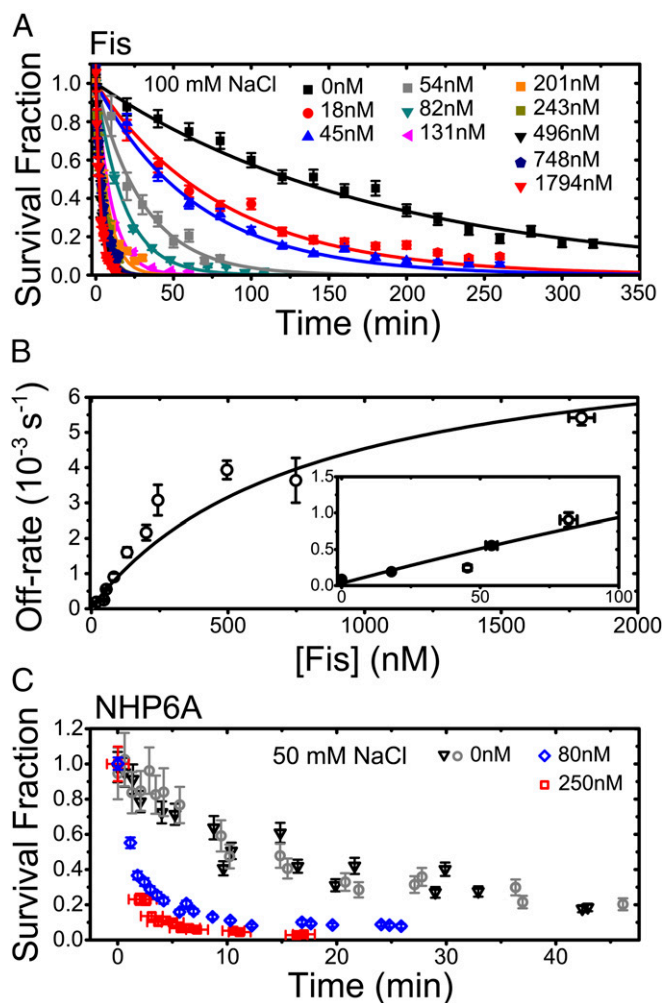 A
Fis
100 mM NaCl
0nM
18nM
45nM
54nM
82nM
131nM
201nM
243nM
496nM
748nM
1794nM
Survival Fraction
1.0
0.8
0.6
0.4
0.2
0.0
0 50 100 150 200 250 300 350
Time (min)
B
Off-rate (10⁻³ s⁻¹)
6
5
4
3
2
1
0
1.5
1.0
0.5
0.0
0 50 100
0 500 1000 1500 2000
[Fis] (nM)
C
NHP6A
50 mM NaCl
0nM
80nM
250nM
Survival Fraction
1.2
1.0
0.8
0.6
0.4
0.2
0.0
0 10 20 30 40
Time (min)